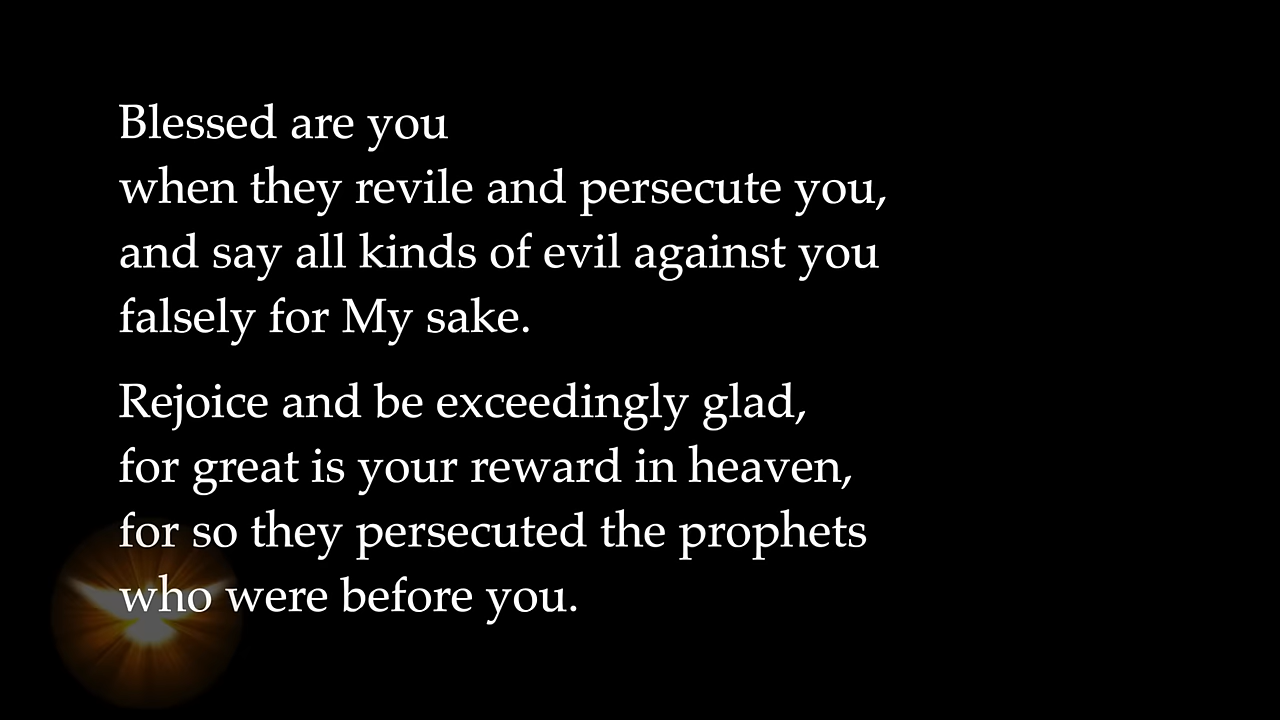 Blessed are you
when they revile and persecute you,
and say all kinds of evil against you
falsely for My sake.
Rejoice and be exceedingly glad,
for great is your reward in heaven,
for so they persecuted the prophets
who were before you.